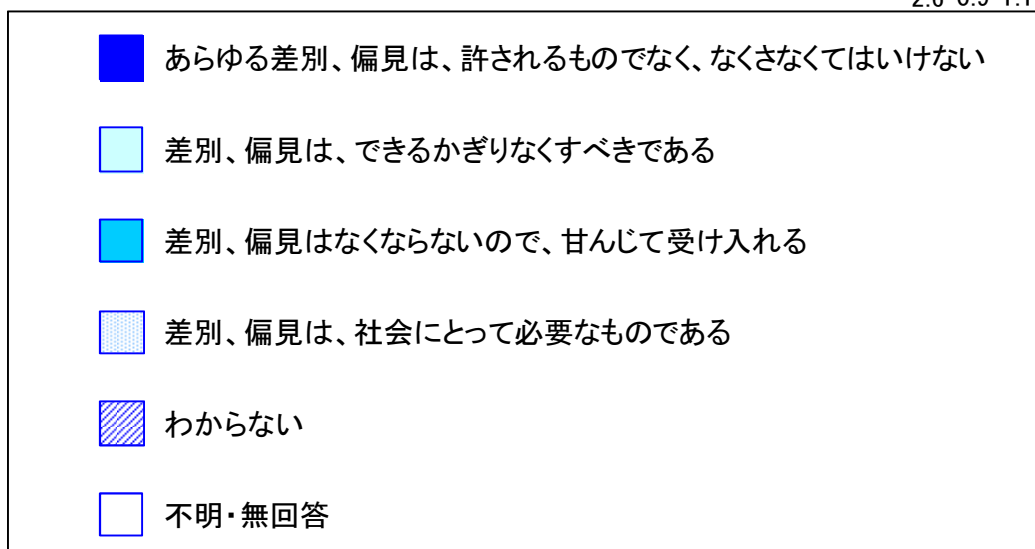 あらゆる差別、偏見は、許されるものでなく、なくさなくてはいけない
差別、偏見は、できるかぎりなくすべきである
差別、偏見はなくならないので、甘んじて受け入れる
差別、偏見は、社会にとって必要なものである
わからない
不明・無回答